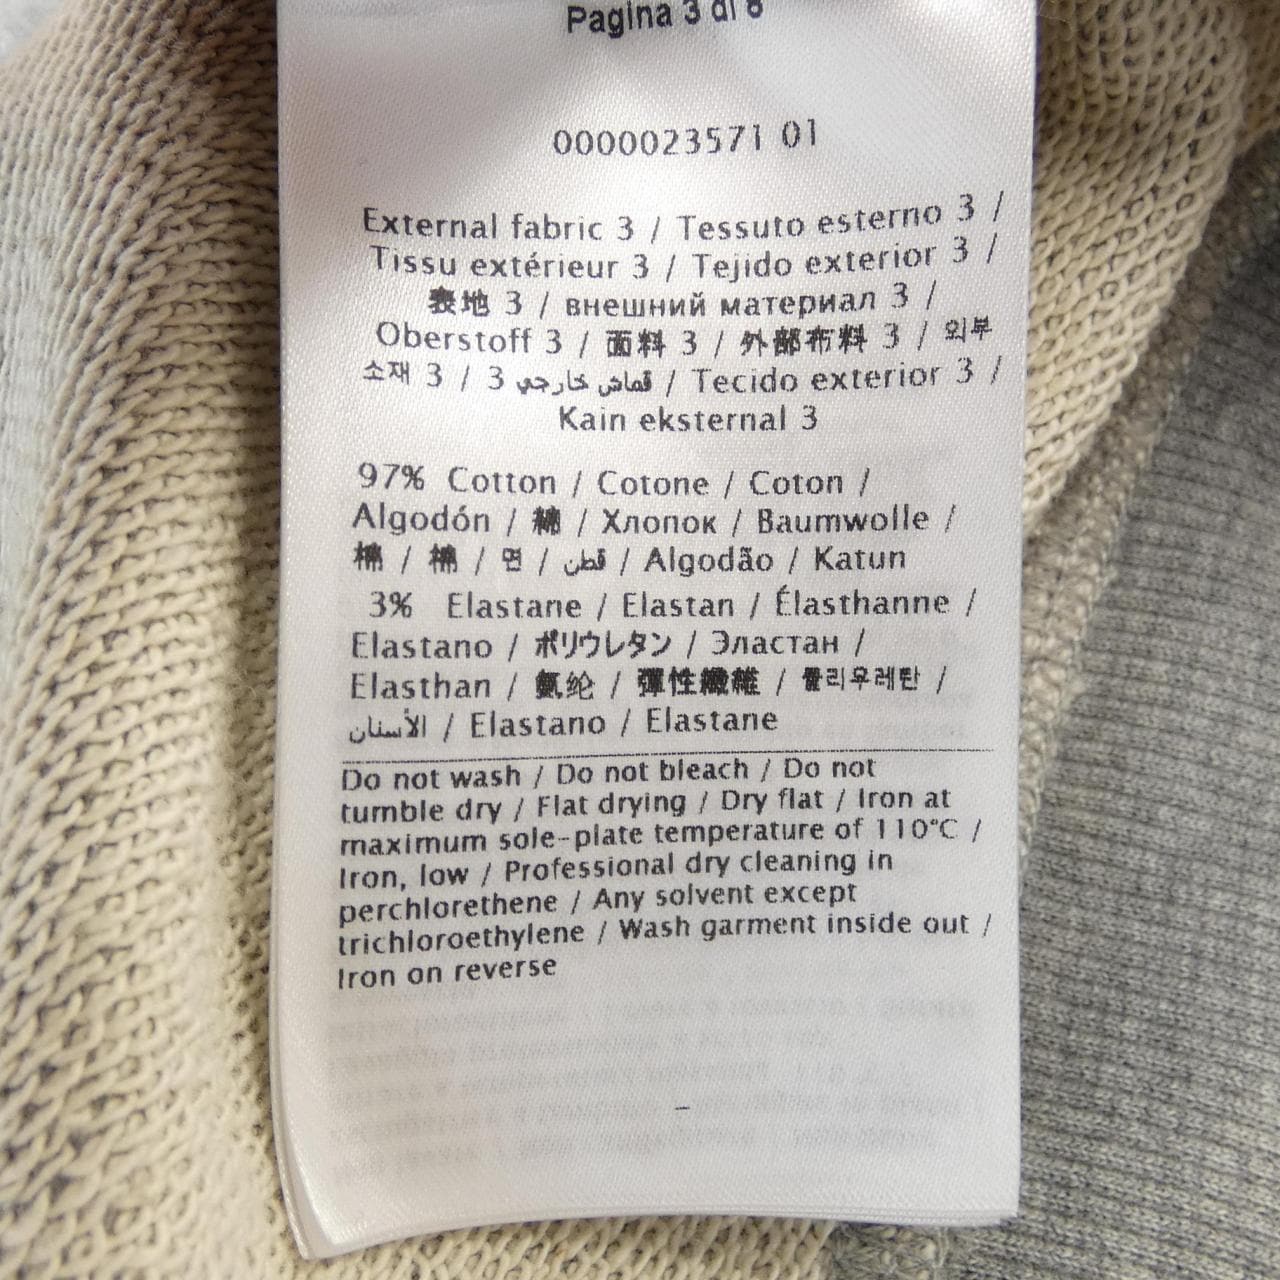 Pagina 3 di 8
0000023571 01
External fabric 3 / Tessuto esterno 3 /
Tissu extérieur 3 / Tejido exterior 3 /
表地 3 / внешний материал 3 /
Oberstoff 3 / 面料 3 / 外部布料 3 / 외부
소재 3 / 3 قماش خارجي / Tecido exterior 3 /
Kain eksternal 3
97% Cotton / Cotone / Coton /
Algodón / 綿 / Хлопок / Baumwolle /
棉 / 棉 / 면 / قطن / Algodão / Katun
3% Elastane / Elastan / Élasthanne /
Elastano / ポリウレタン / Эластан /
Elasthan / 氨纶 / 彈性纖維 / 폴리우레탄 /
الأستان / Elastano / Elastane
Do not wash / Do not bleach / Do not
tumble dry / Flat drying / Dry flat / Iron at
maximum sole-plate temperature of 110°C /
Iron, low / Professional dry cleaning in
perchlorethene / Any solvent except
trichloroethylene / Wash garment inside out /
Iron on reverse
-